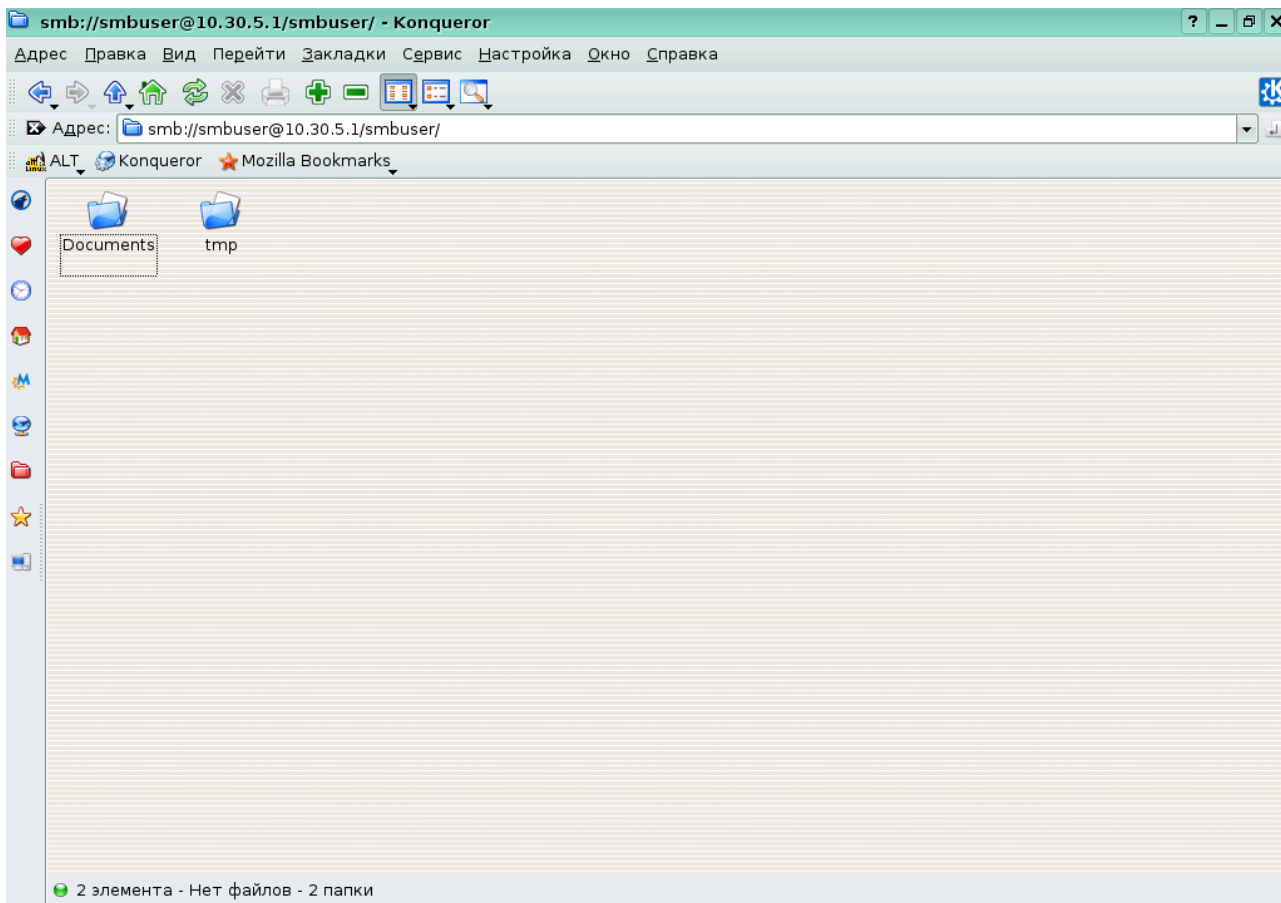 smb://smbuser@10.30.5.1/smbuser/ - Konqueror
Адрес Правка Вид Перейти Закладки Сервис Настройка Окно Справка
Адрес: smb://smbuser@10.30.5.1/smbuser/
ALT Konqueror Mozilla Bookmarks
Documents tmp
2 элемента - Нет файлов - 2 папки